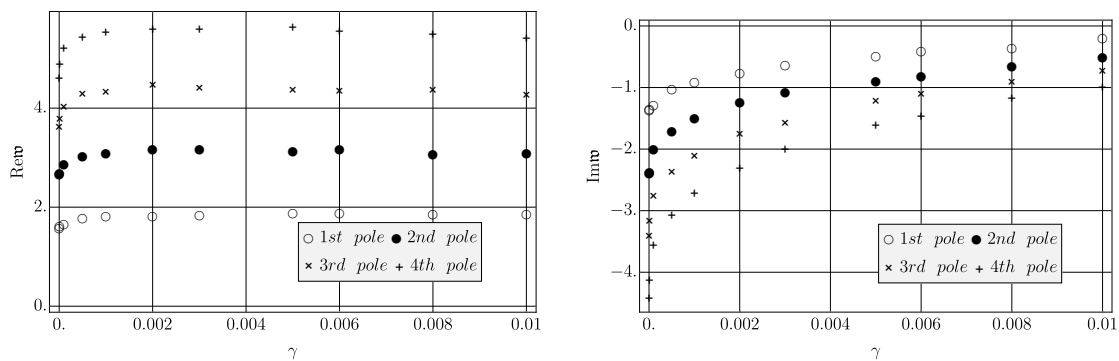 4.
2.
0.
Re𝔴
0.
0.002
0.004
0.006
0.008
0.01
γ
○ 1st pole ● 2nd pole
× 3rd pole + 4th pole
0.
−1.
−2.
−3.
−4.
Im𝔴
0.
0.002
0.004
0.006
0.008
0.01
γ
○ 1st pole ● 2nd pole
× 3rd pole + 4th pole